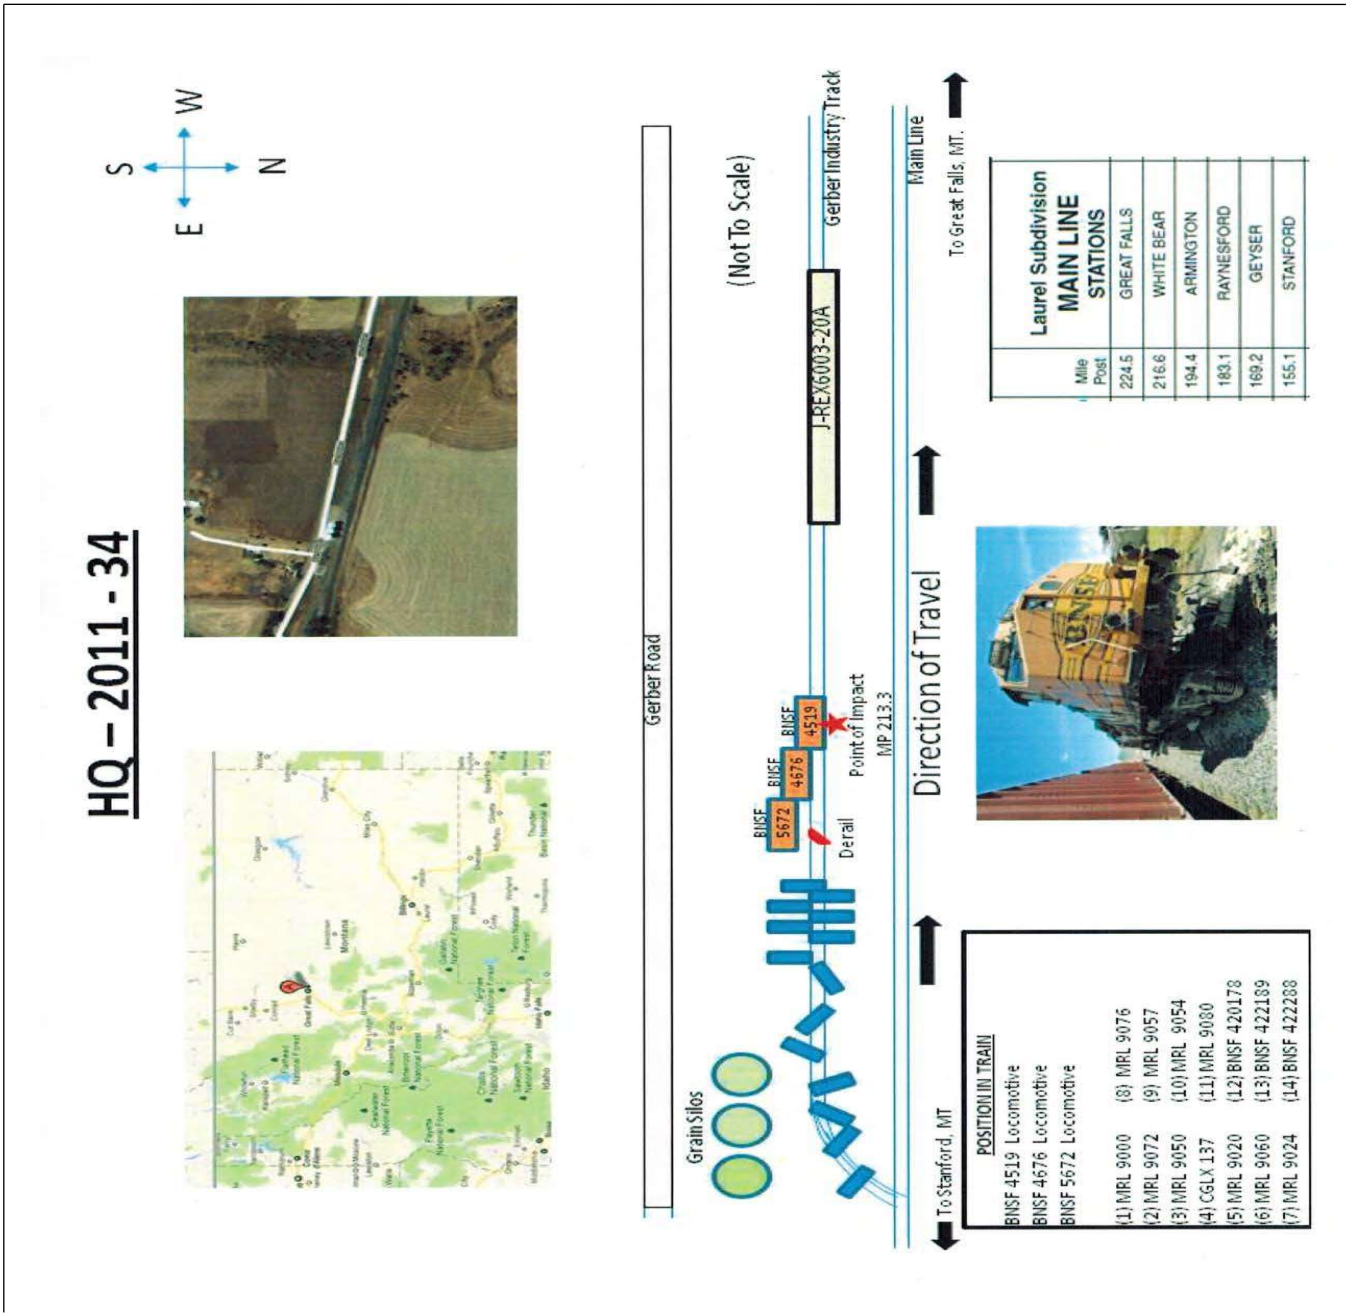 HQ – 2011 - 34
S
E
W
N
Great Falls
Montana
Billings
Idaho
Gerber Road
Grain Silos
(Not To Scale)
BNSF
5672
BNSF
4676
BNSF
4519
J-REX6003-20A
Gerber Industry Track
Derail
Point of Impact
MP 213.3
Main Line
To Stanford, MT
Direction of Travel
To Great Falls, MT.
POSITION IN TRAIN
BNSF 4519 Locomotive
BNSF 4676 Locomotive
BNSF 5672 Locomotive
(1) MRL 9000 (8) MRL 9076
(2) MRL 9072 (9) MRL 9057
(3) MRL 9050 (10) MRL 9054
(4) CGLX 137 (11) MRL 9080
(5) MRL 9020 (12) BNSF 420178
(6) MRL 9060 (13) BNSF 422189
(7) MRL 9024 (14) BNSF 422288
BNSF
Laurel Subdivision
Mile Post MAIN LINE STATIONS
224.5 GREAT FALLS
216.6 WHITE BEAR
194.4 ARMINGTON
183.1 RAYNESFORD
169.2 GEYSER
155.1 STANFORD